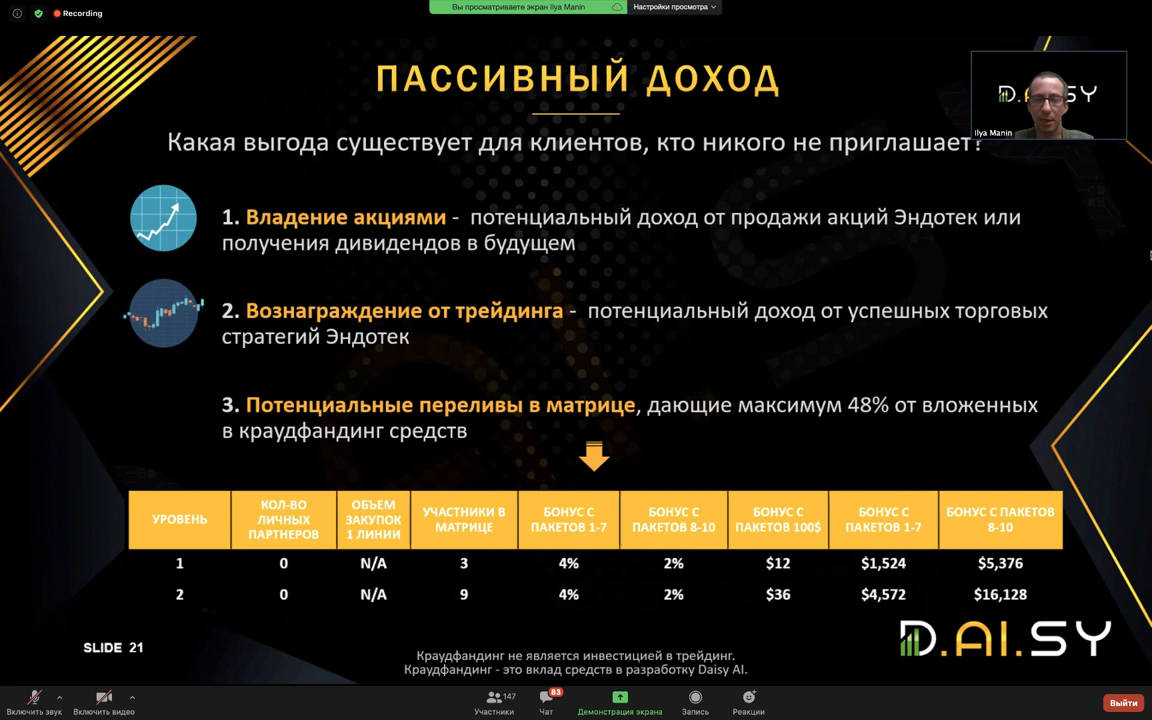 Recording
Вы просматриваете экран Ilya Manin
Настройки просмотра
ПАССИВНЫЙ ДОХОД
D.AI.SY
Ilya Manin
Какая выгода существует для клиентов, кто никого не приглашает?
1. Владение акциями - потенциальный доход от продажи акций Эндотек или
получения дивидендов в будущем
2. Вознаграждение от трейдинга - потенциальный доход от успешных торговых
стратегий Эндотек
3. Потенциальные переливы в матрице, дающие максимум 48% от вложенных
в краудфандинг средств
УРОВЕНЬ КОЛ-ВО ЛИЧНЫХ ПАРТНЕРОВ ОБЪЕМ ЗАКУПОК 1 ЛИНИИ УЧАСТНИКИ В МАТРИЦЕ БОНУС С ПАКЕТОВ 1-7 БОНУС С ПАКЕТОВ 8-10 БОНУС С ПАКЕТОВ 100$ БОНУС С ПАКЕТОВ 1-7 БОНУС С ПАКЕТОВ 8-10
1 0 N/A 3 4% 2% $12 $1,524 $5,376
2 0 N/A 9 4% 2% $36 $4,572 $16,128
SLIDE 21
D.AI.SY
Краудфандинг не является инвестицией в трейдинг.
Краудфандинг - это вклад средств в разработку Daisy AI.
Включить звук
Включить видео
147
Участники
83
Чат
Демонстрация экрана
Запись
Реакции
Выйти